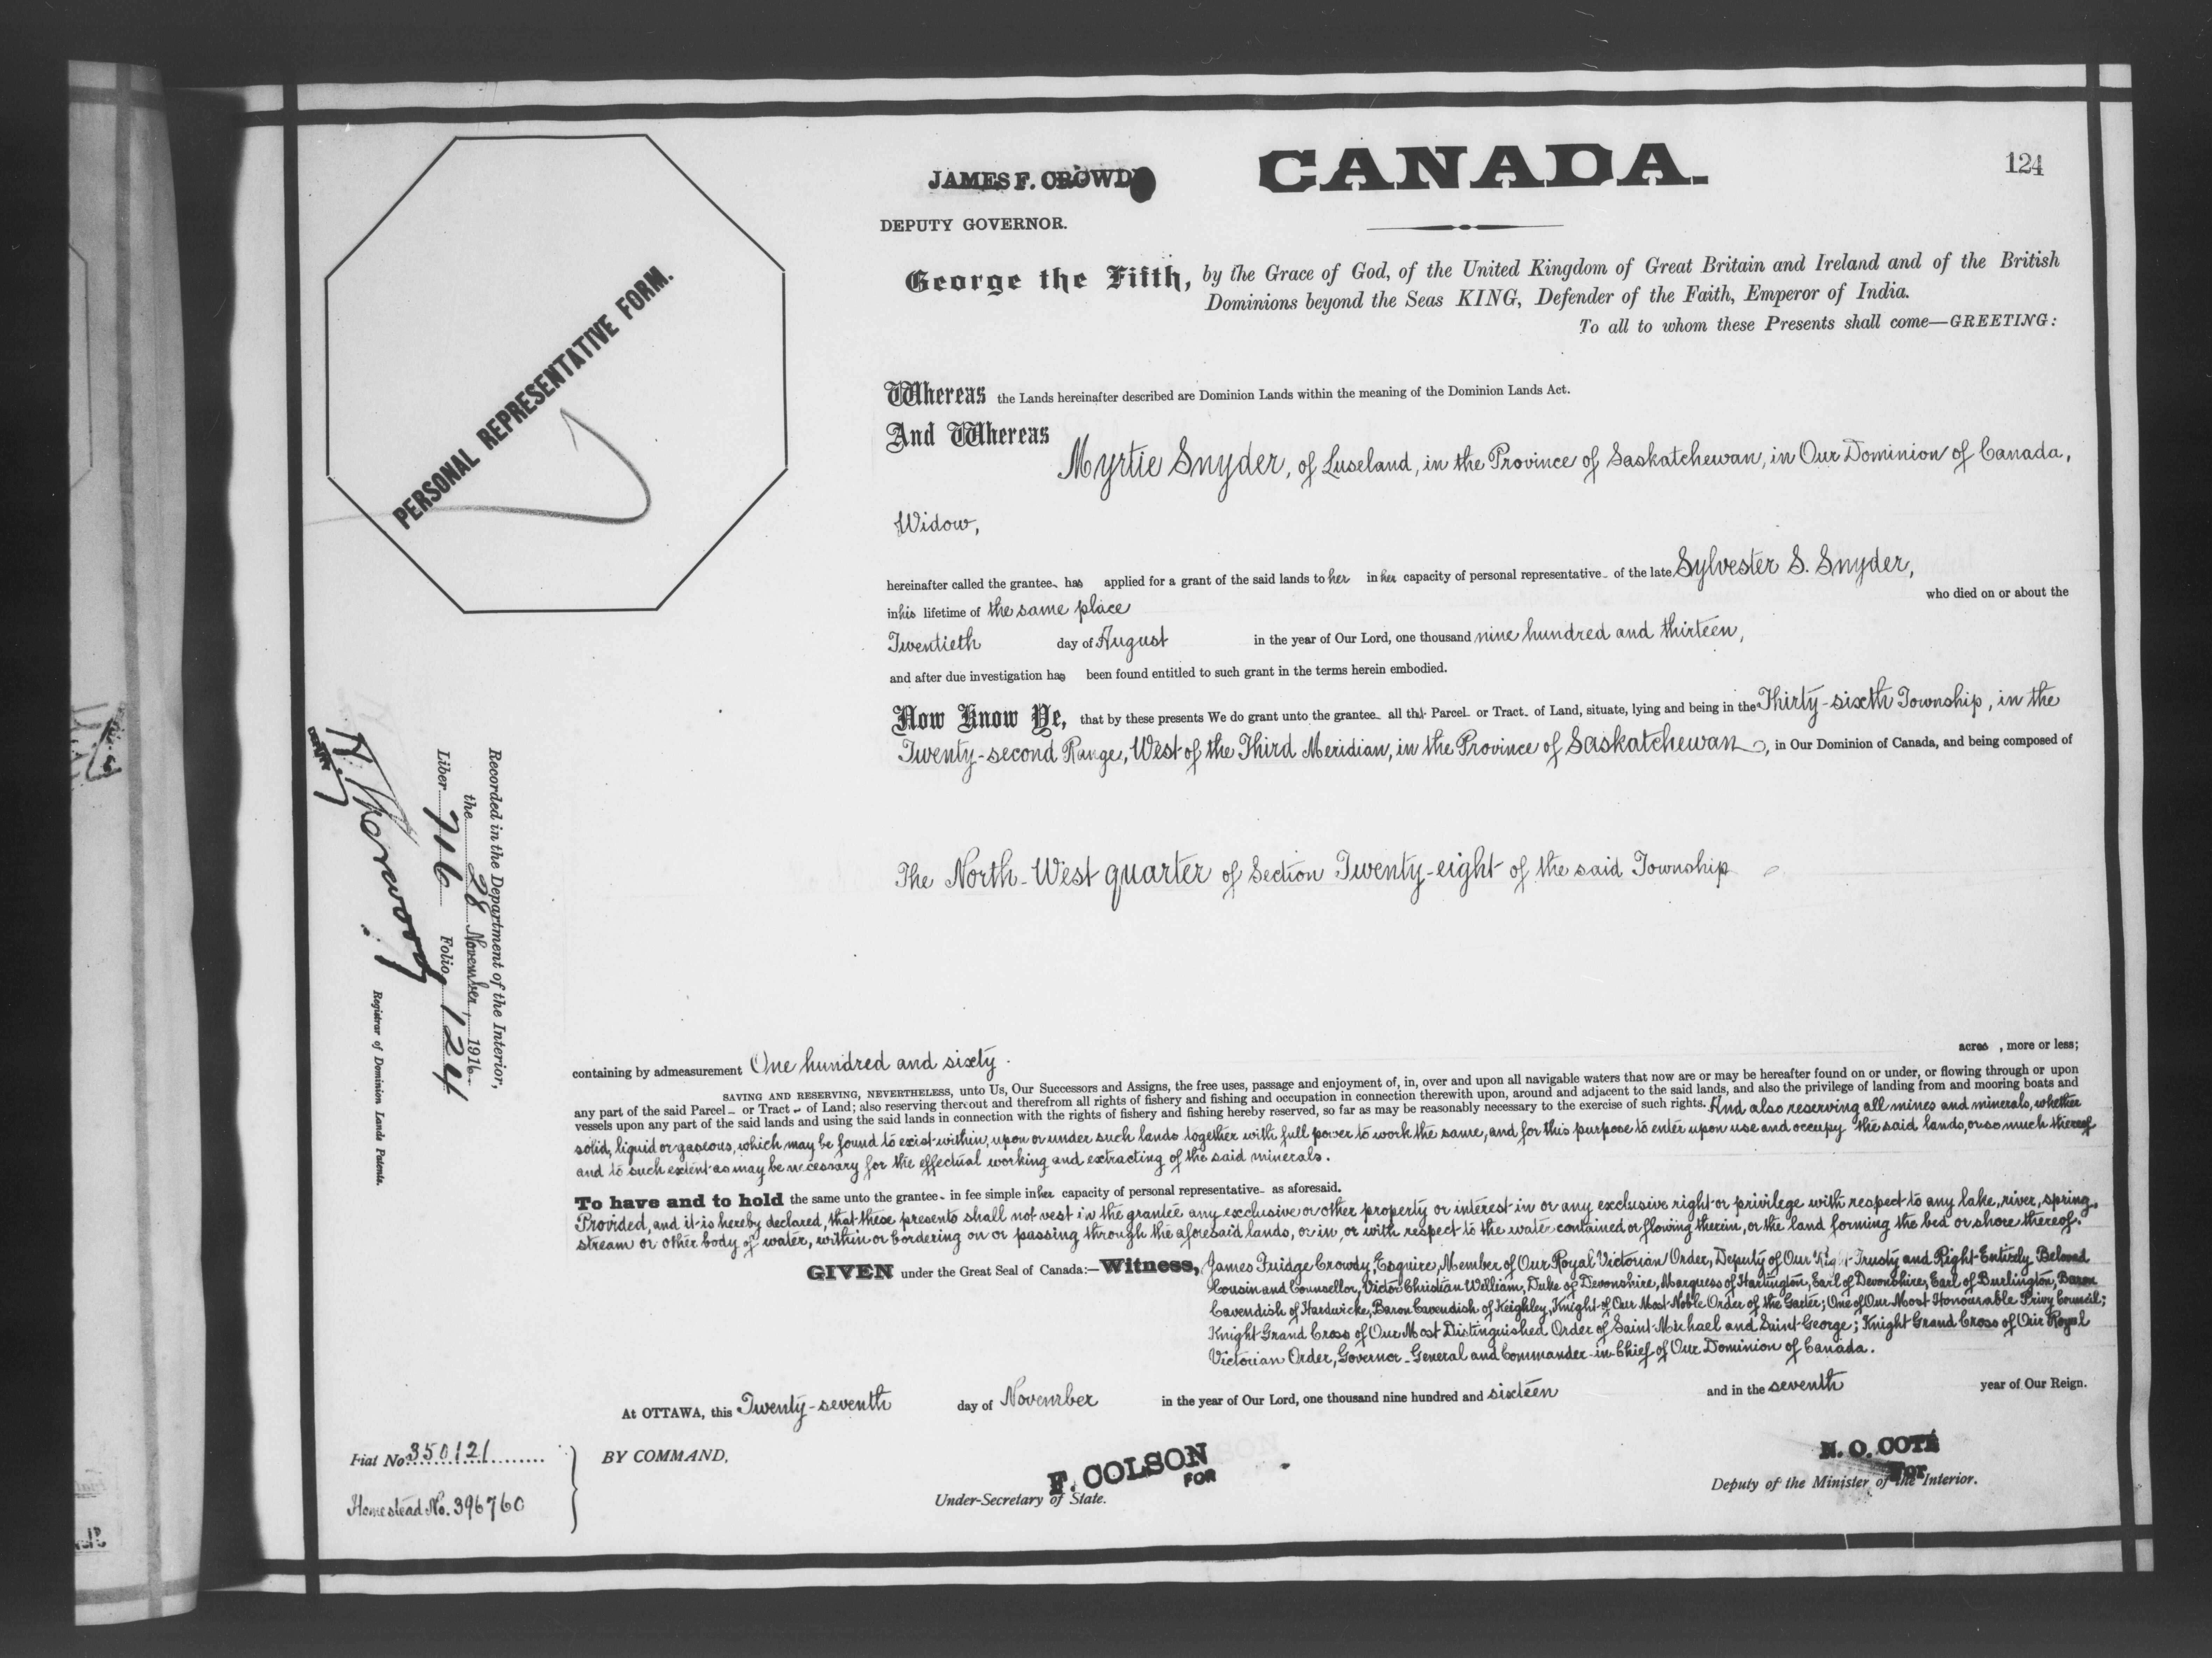 124
CANADA.
JAMES F. CROWDY
DEPUTY GOVERNOR.
PERSONAL REPRESENTATIVE FORM.
George the Fifth, by the Grace of God, of the United Kingdom of Great Britain and Ireland and of the British
Dominions beyond the Seas KING, Defender of the Faith, Emperor of India.
To all to whom these Presents shall come—GREETING:
Whereas the Lands hereinafter described are Dominion Lands within the meaning of the Dominion Lands Act.
And Whereas
Myrtie Snyder, of Luseland, in the Province of Saskatchewan, in Our Dominion of Canada,
Widow,
hereinafter called the grantee has applied for a grant of the said lands to her in her capacity of personal representative of the late Sylvester S. Snyder,
in his lifetime of the same place who died on or about the
Twentieth day of August in the year of Our Lord, one thousand nine hundred and thirteen,
and after due investigation has been found entitled to such grant in the terms herein embodied.
Now Know Ye, that by these presents We do grant unto the grantee all that Parcel or Tract of Land, situate, lying and being in the Thirty-sixth Township, in the
Twenty-second Range, West of the Third Meridian, in the Province of Saskatchewan, in Our Dominion of Canada, and being composed of
The North-West quarter of Section Twenty-eight of the said Township
containing by admeasurement One hundred and sixty acres, more or less;
SAVING AND RESERVING, NEVERTHELESS, unto Us, Our Successors and Assigns, the free uses, passage and enjoyment of, in, over and upon all navigable waters that now are or may be hereafter found on or under, or flowing through or upon
any part of the said Parcel or Tract of Land; also reserving thereout and therefrom all rights of fishery and fishing and occupation in connection therewith upon, around and adjacent to the said lands, and also the privilege of landing from and mooring boats and
vessels upon any part of the said lands and using the said lands in connection with the rights of fishery and fishing hereby reserved, so far as may be reasonably necessary to the exercise of such rights. And also reserving all mines and minerals, whether
solid, liquid or gaseous, which may be found to exist within, upon or under such lands together with full power to work the same, and for this purpose to enter upon use and occupy the said lands, or so much thereof
and to such extent as may be necessary for the effectual working and extracting of the said minerals.
To have and to hold the same unto the grantee in fee simple in her capacity of personal representative as aforesaid.
Provided, and it is hereby declared, that these presents shall not vest in the grantee any exclusive or other property or interest in or any exclusive right or privilege with respect to any lake, river, spring,
stream or other body of water, within or bordering on or passing through the aforesaid lands, or in, or with respect to the water contained or flowing therein, or the land forming the bed or shore thereof.
GIVEN under the Great Seal of Canada:—Witness, James Fuidge Crowdy, Esquire, Member of Our Royal Victorian Order, Deputy of Our Right Trusty and Right Entirely Beloved
Cousin and Counsellor, Victor Christian William, Duke of Devonshire, Marquess of Hartington, Earl of Devonshire, Earl of Burlington, Baron
Cavendish of Hardwicke, Baron Cavendish of Keighley, Knight of Our Most Noble Order of the Garter; One of Our Most Honourable Privy Council;
Knight Grand Cross of Our Most Distinguished Order of Saint Michael and Saint George; Knight Grand Cross of Our Royal
Victorian Order, Governor-General and Commander-in-Chief of Our Dominion of Canada.
At OTTAWA, this Twenty-seventh day of November in the year of Our Lord, one thousand nine hundred and sixteen and in the seventh year of Our Reign.
BY COMMAND,
F. COLSON
FOR
Under-Secretary of State.
N. O. COTÉ
For
Deputy of the Minister of the Interior.
Fiat No. 350121
Homestead No. 396760
Recorded in the Department of the Interior,
the 28 November, 1916
Liber 716 Folio 124
Registrar of Dominion Lands Patents.